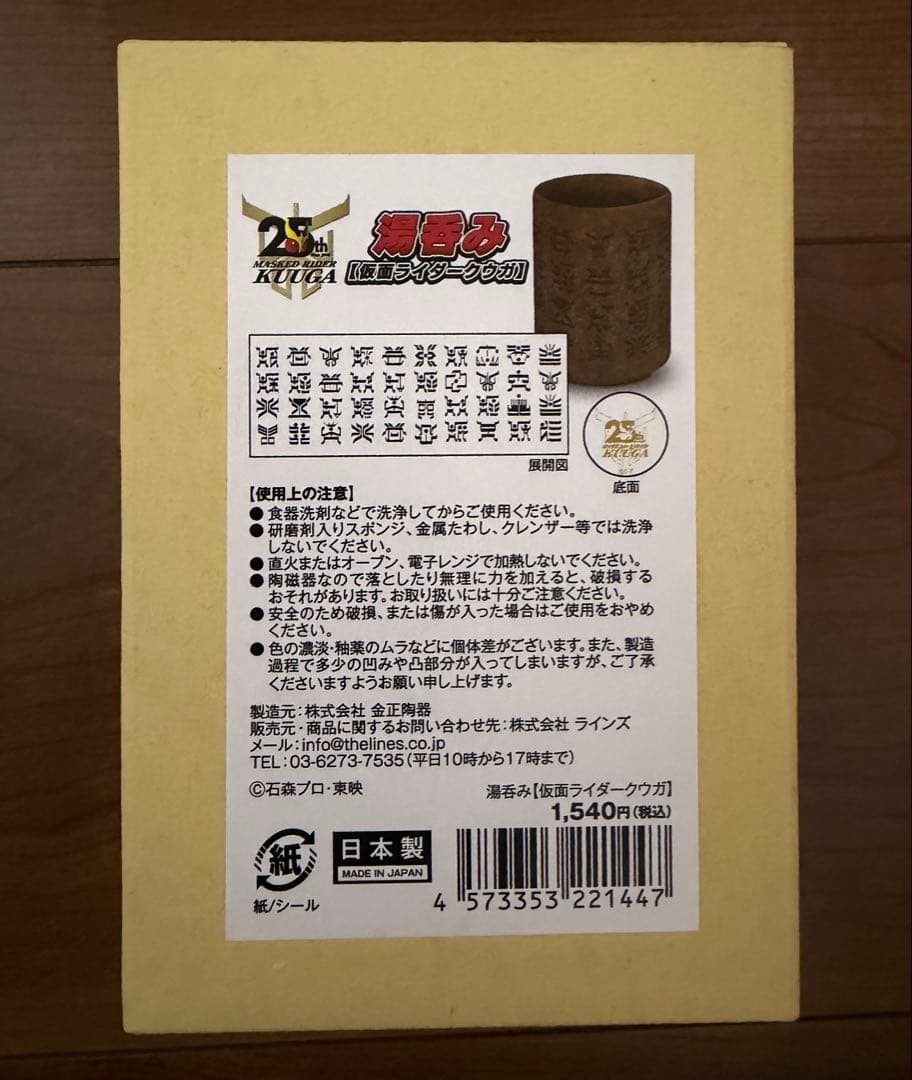 25th
MASKED RIDER
KUUGA
湯呑み
【仮面ライダークウガ】
展開図
25th
KUUGA
底面
【使用上の注意】
●食器洗剤などで洗浄してからご使用ください。
●研磨剤入りスポンジ、金属たわし、クレンザー等では洗浄
しないでください。
●直火またはオーブン、電子レンジで加熱しないでください。
●陶磁器なので落としたり無理に力を加えると、破損する
おそれがあります。お取り扱いには十分ご注意ください。
●安全のため破損、または傷が入った場合はご使用をおやめ
ください。
●色の濃淡・釉薬のムラなどに個体差がございます。また、製造
過程で多少の凹みや凸部分が入ってしまいますが、ご了承
くださいますようお願い申し上げます。
製造元：株式会社 金正陶器
販売元・商品に関するお問い合わせ先：株式会社 ラインズ
メール：info@thelines.co.jp
TEL：03-6273-7535（平日10時から17時まで）
©石森プロ・東映
湯呑み【仮面ライダークウガ】
1,540円（税込）
紙
紙/シール
日本製
MADE IN JAPAN
4 573353 221447